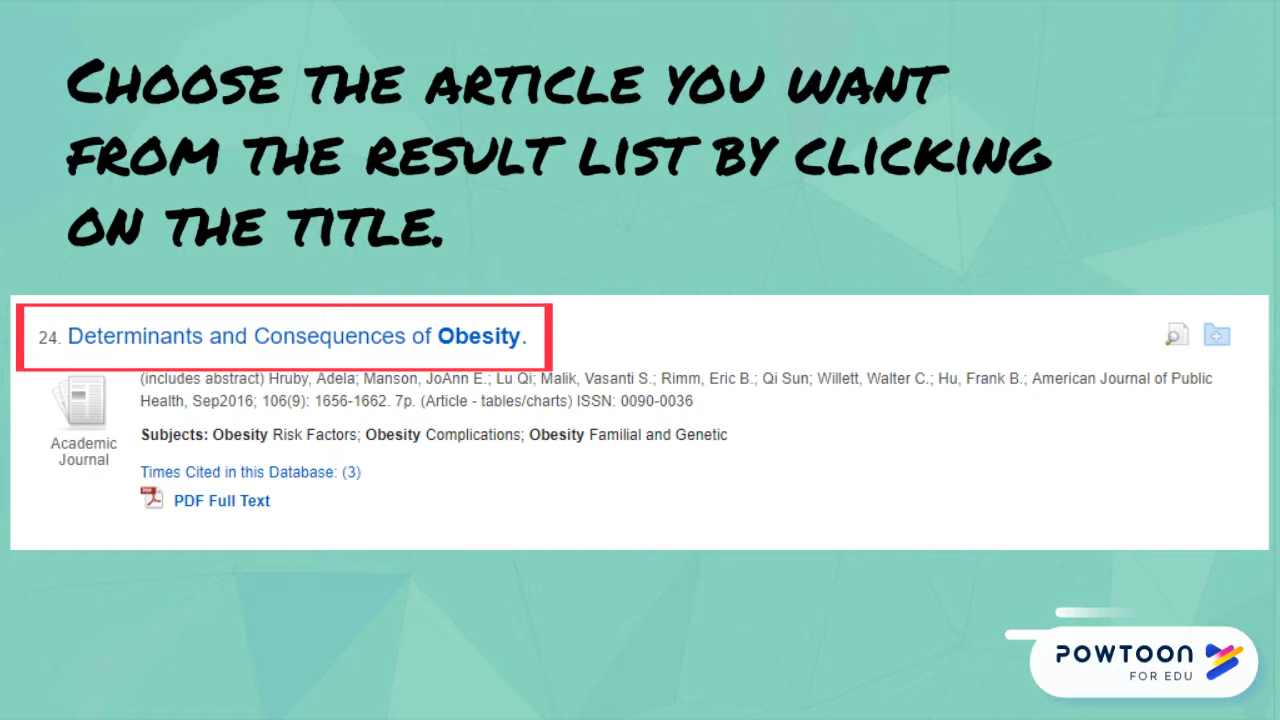 CHOOSE THE ARTICLE YOU WANT
FROM THE RESULT LIST BY CLICKING
ON THE TITLE.
24. Determinants and Consequences of Obesity.
(includes abstract) Hruby, Adela; Manson, JoAnn E.; Lu Qi; Malik, Vasanti S.; Rimm, Eric B.; Qi Sun; Willett, Walter C.; Hu, Frank B.; American Journal of Public
Health, Sep2016; 106(9): 1656-1662. 7p. (Article - tables/charts) ISSN: 0090-0036
Academic
Journal
Subjects: Obesity Risk Factors; Obesity Complications; Obesity Familial and Genetic
Times Cited in this Database: (3)
PDF Full Text
POWTOON
FOR EDU